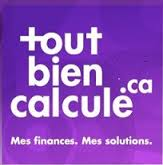 tout
bien
calculé.ca
Mes finances. Mes solutions.